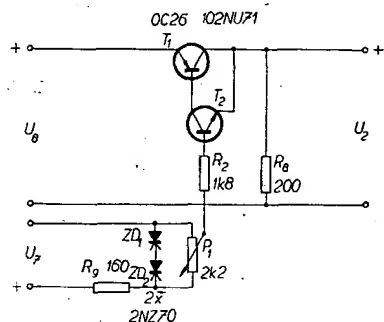 OC26 102NU71
+ T1 +
T2
U8 U2
R2
1k8
R8
200
U7 ZD1 P1
R9 160 ZD2 2k2
+ 2x
2NZ70